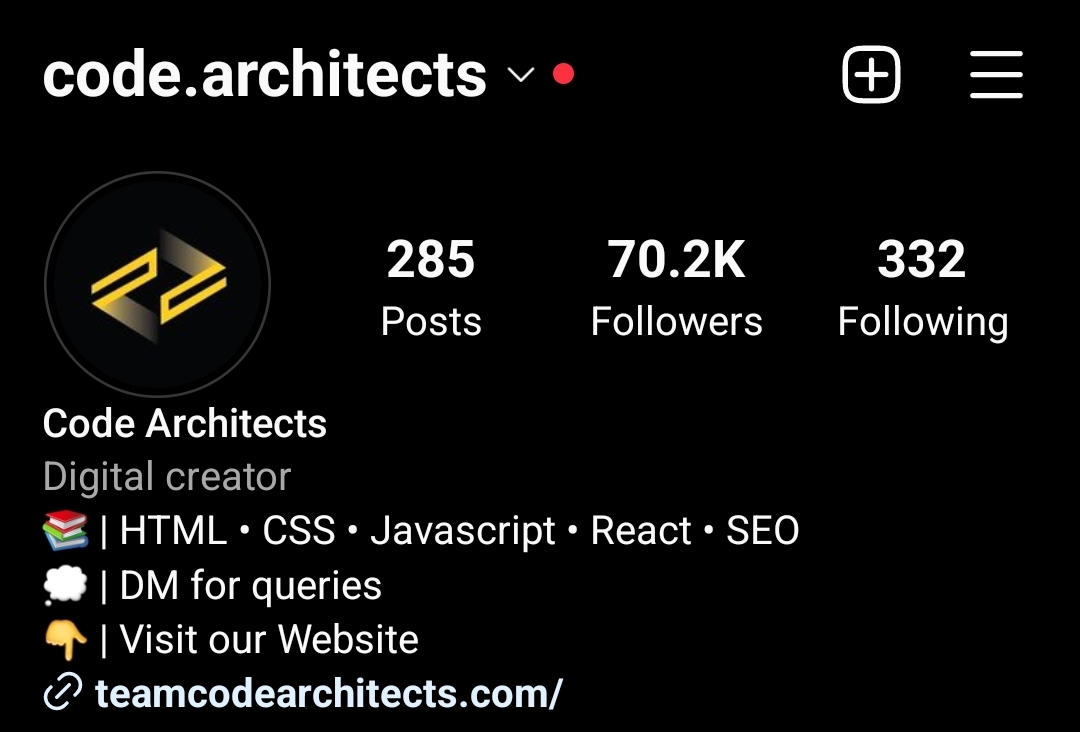 code.architects
285 70.2K 332
Posts Followers Following
Code Architects
Digital creator
📚 | HTML • CSS • Javascript • React • SEO
💭 | DM for queries
👇 | Visit our Website
teamcodearchitects.com/